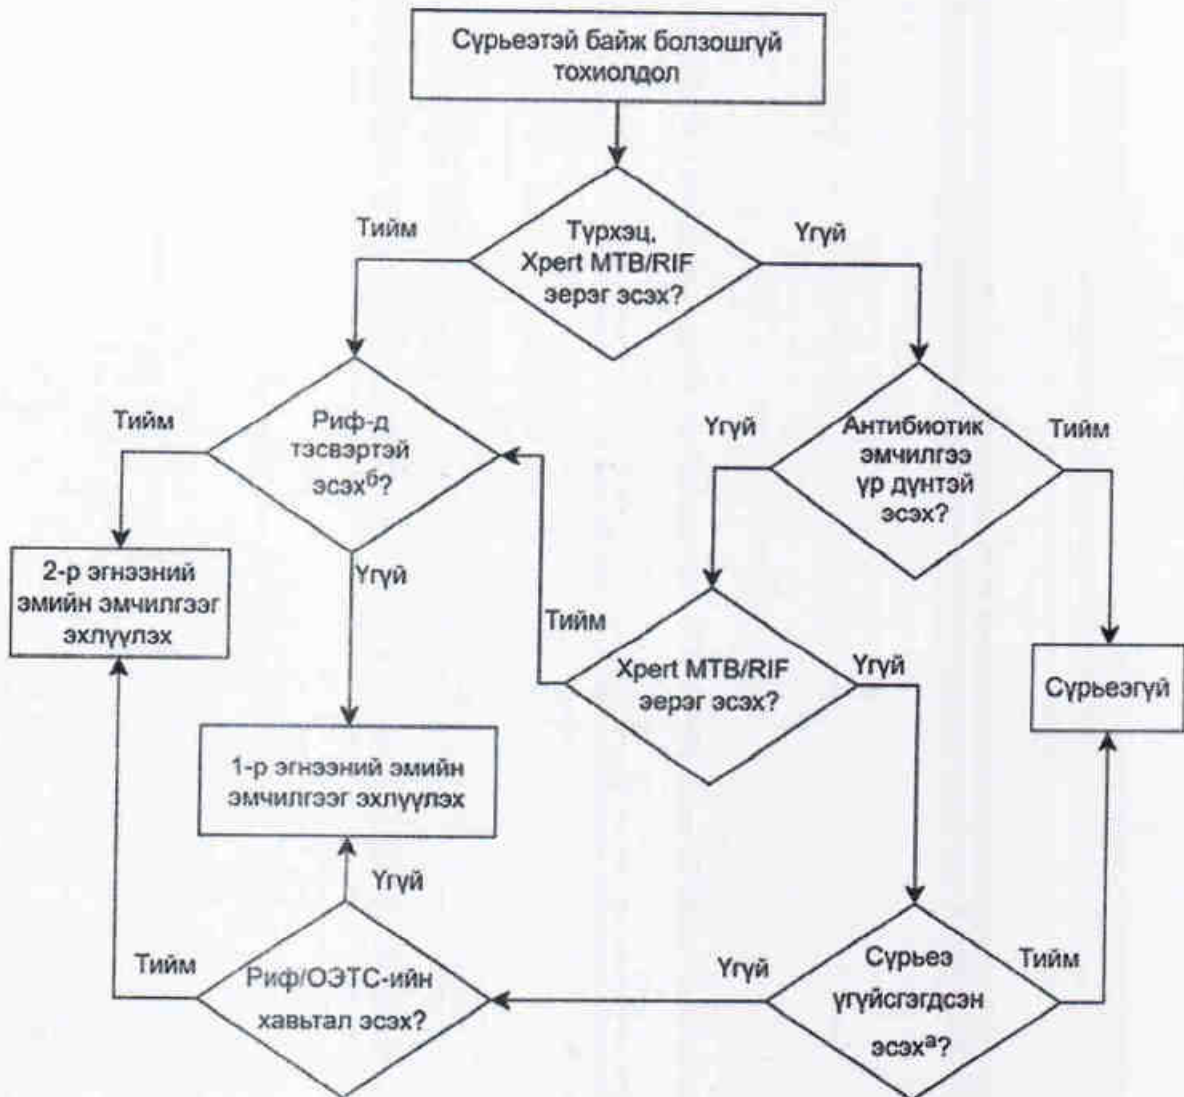 Сүрьеэтэй байж болзошгүй
тохиолдол
Тийм
Түрхэц,
Xpert MTB/RIF
эерэг эсэх?
Үгүй
Тийм
Риф-д
тэсвэртэй
эсэхᵇ?
Үгүй
Антибиотик
эмчилгээ
үр дүнтэй
эсэх?
Тийм
2-р эгнээний
эмийн эмчилгээг
эхлүүлэх
Үгүй
Тийм
Xpert MTB/RIF
эерэг эсэх?
Үгүй
Сүрьеэгүй
1-р эгнээний эмийн
эмчилгээг эхлүүлэх
Үгүй
Тийм
Риф/ОЭТС-ийн
хавьтал эсэх?
Үгүй
Сүрьеэ
үгүйсгэгдсэн
эсэхᵃ?
Тийм